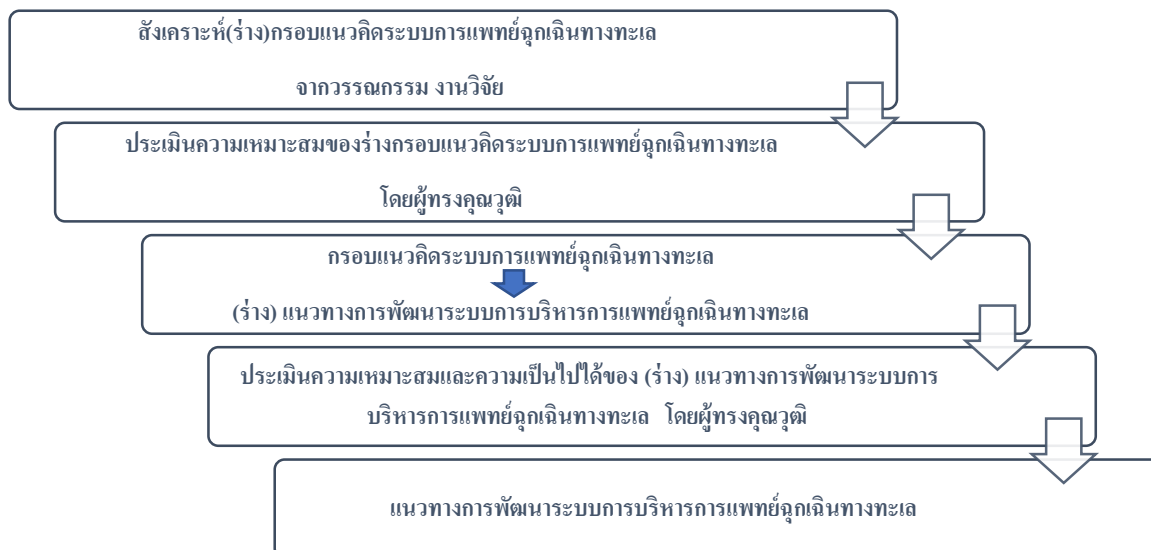 สังเคราะห์(ร่าง)กรอบแนวคิดระบบการแพทย์ฉุกเฉินทางทะเล
จากวรรณกรรม งานวิจัย
ประเมินความเหมาะสมของร่างกรอบแนวคิดระบบการแพทย์ฉุกเฉินทางทะเล
โดยผู้ทรงคุณวุฒิ
กรอบแนวคิดระบบการแพทย์ฉุกเฉินทางทะเล
(ร่าง) แนวทางการพัฒนาระบบการบริหารการแพทย์ฉุกเฉินทางทะเล
ประเมินความเหมาะสมและความเป็นไปได้ของ (ร่าง) แนวทางการพัฒนาระบบการ
บริหารการแพทย์ฉุกเฉินทางทะเล โดยผู้ทรงคุณวุฒิ
แนวทางการพัฒนาระบบการบริหารการแพทย์ฉุกเฉินทางทะเล